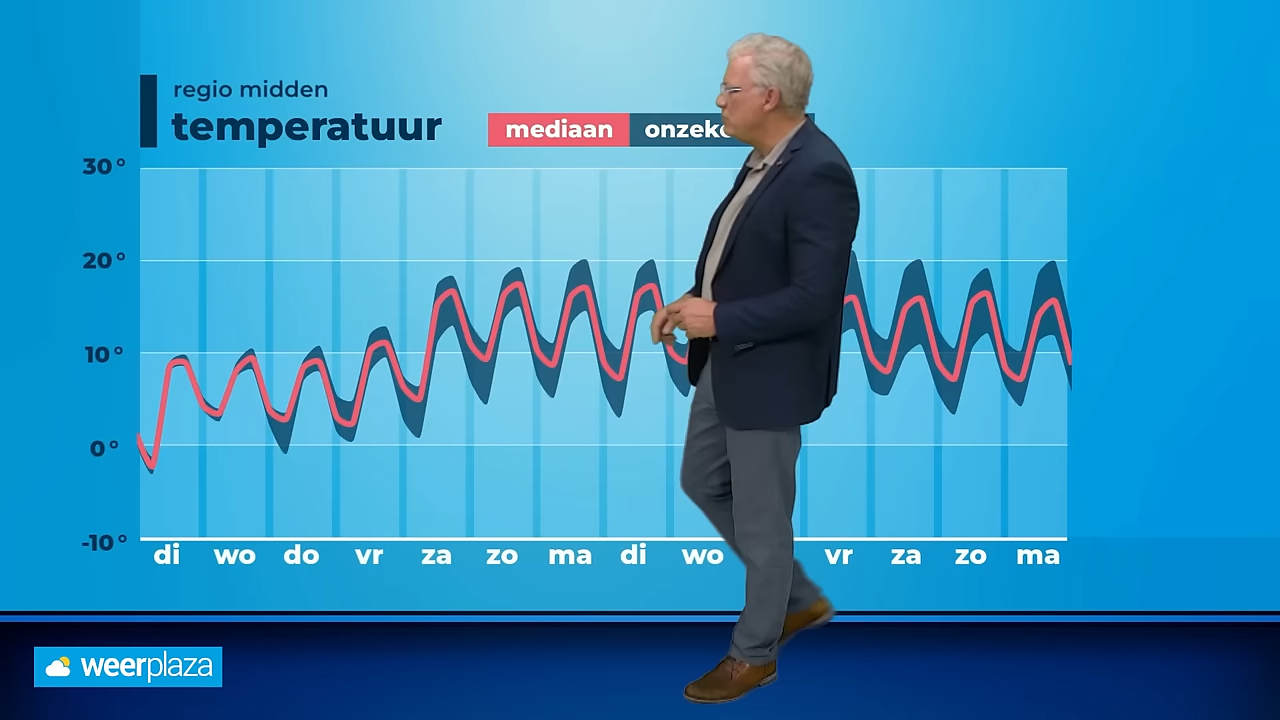 regio midden
temperatuur
mediaan
30°
20°
10°
0°
-10°
di wo do vr za zo ma di wo vr za zo ma
weerplaza